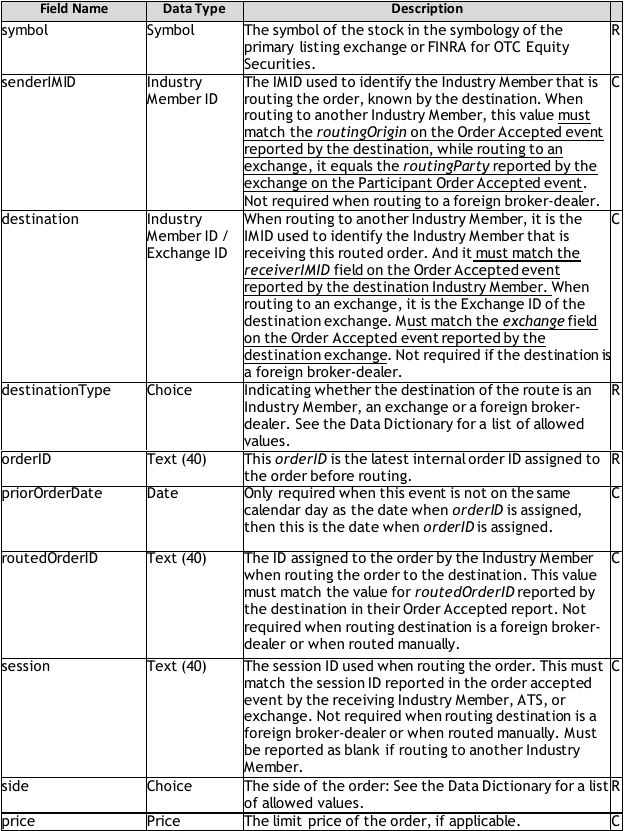 Field Name Data Type Description
symbol Symbol The symbol of the stock in the symbology of the R
primary listing exchange or FINRA for OTC Equity
Securities.
senderIMID Industry The IMID used to identify the Industry Member that is C
Member ID routing the order, known by the destination. When
routing to another Industry Member, this value must
match the routingOrigin on the Order Accepted event
reported by the destination, while routing to an
exchange, it equals the routingParty reported by the
exchange on the Participant Order Accepted event.
Not required when routing to a foreign broker-dealer.
destination Industry When routing to another Industry Member, it is the C
Member ID / IMID used to identify the Industry Member that is
Exchange ID receiving this routed order. And it must match the
receiverIMID field on the Order Accepted event
reported by the destination Industry Member. When
routing to an exchange, it is the Exchange ID of the
destination exchange. Must match the exchange field
on the Order Accepted event reported by the
destination exchange. Not required if the destination is
a foreign broker-dealer.
destinationType Choice Indicating whether the destination of the route is an R
Industry Member, an exchange or a foreign broker-
dealer. See the Data Dictionary for a list of allowed
values.
orderID Text (40) This orderID is the latest internal order ID assigned to R
the order before routing.
priorOrderDate Date Only required when this event is not on the same C
calendar day as the date when orderID is assigned,
then this is the date when orderID is assigned.
routedOrderID Text (40) The ID assigned to the order by the Industry Member C
when routing the order to the destination. This value
must match the value for routedOrderID reported by
the destination in their Order Accepted report. Not
required when routing destination is a foreign broker-
dealer or when routed manually.
session Text (40) The session ID used when routing the order. This must C
match the session ID reported in the order accepted
event by the receiving Industry Member, ATS, or
exchange. Not required when routing destination is a
foreign broker-dealer or when routed manually. Must
be reported as blank if routing to another Industry
Member.
side Choice The side of the order: See the Data Dictionary for a list R
of allowed values.
price Price The limit price of the order, if applicable. C